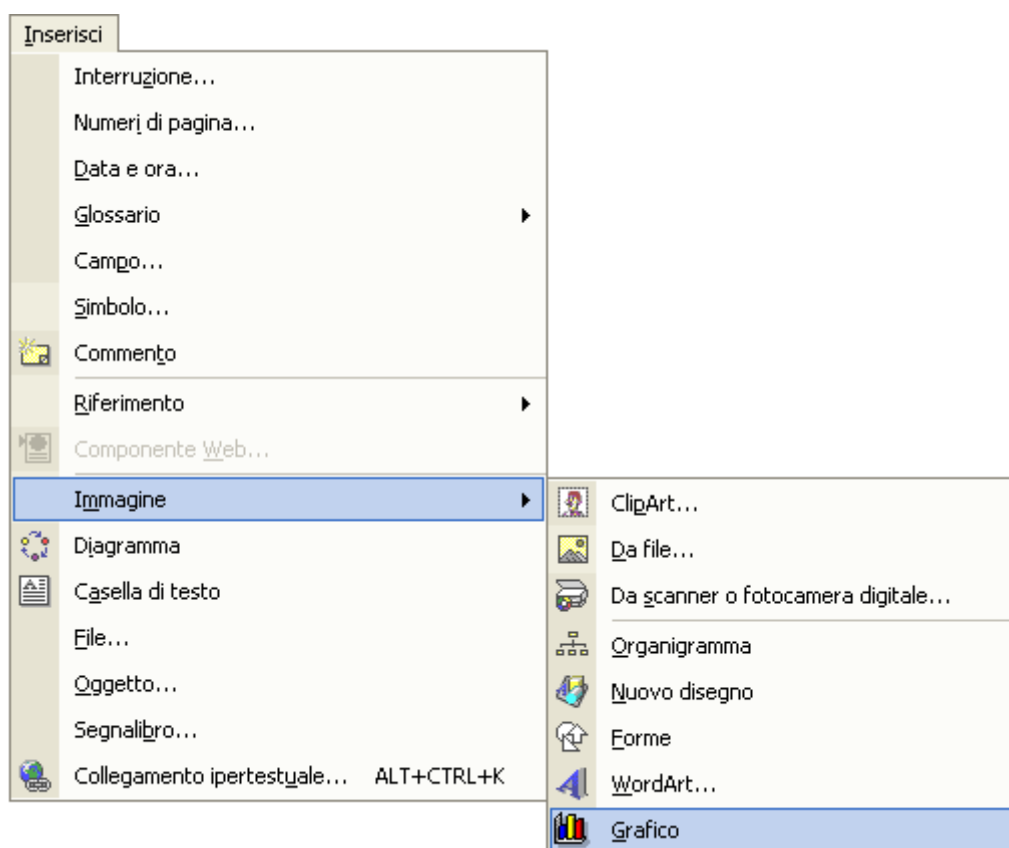 Inserisci
Interruzione...
Numeri di pagina...
Data e ora...
Glossario
Campo...
Simbolo...
Commento
Riferimento
Componente Web...
Immagine
Diagramma
Casella di testo
File...
Oggetto...
Segnalibro...
Collegamento ipertestuale... ALT+CTRL+K
ClipArt...
Da file...
Da scanner o fotocamera digitale...
Organigramma
Nuovo disegno
Forme
WordArt...
Grafico